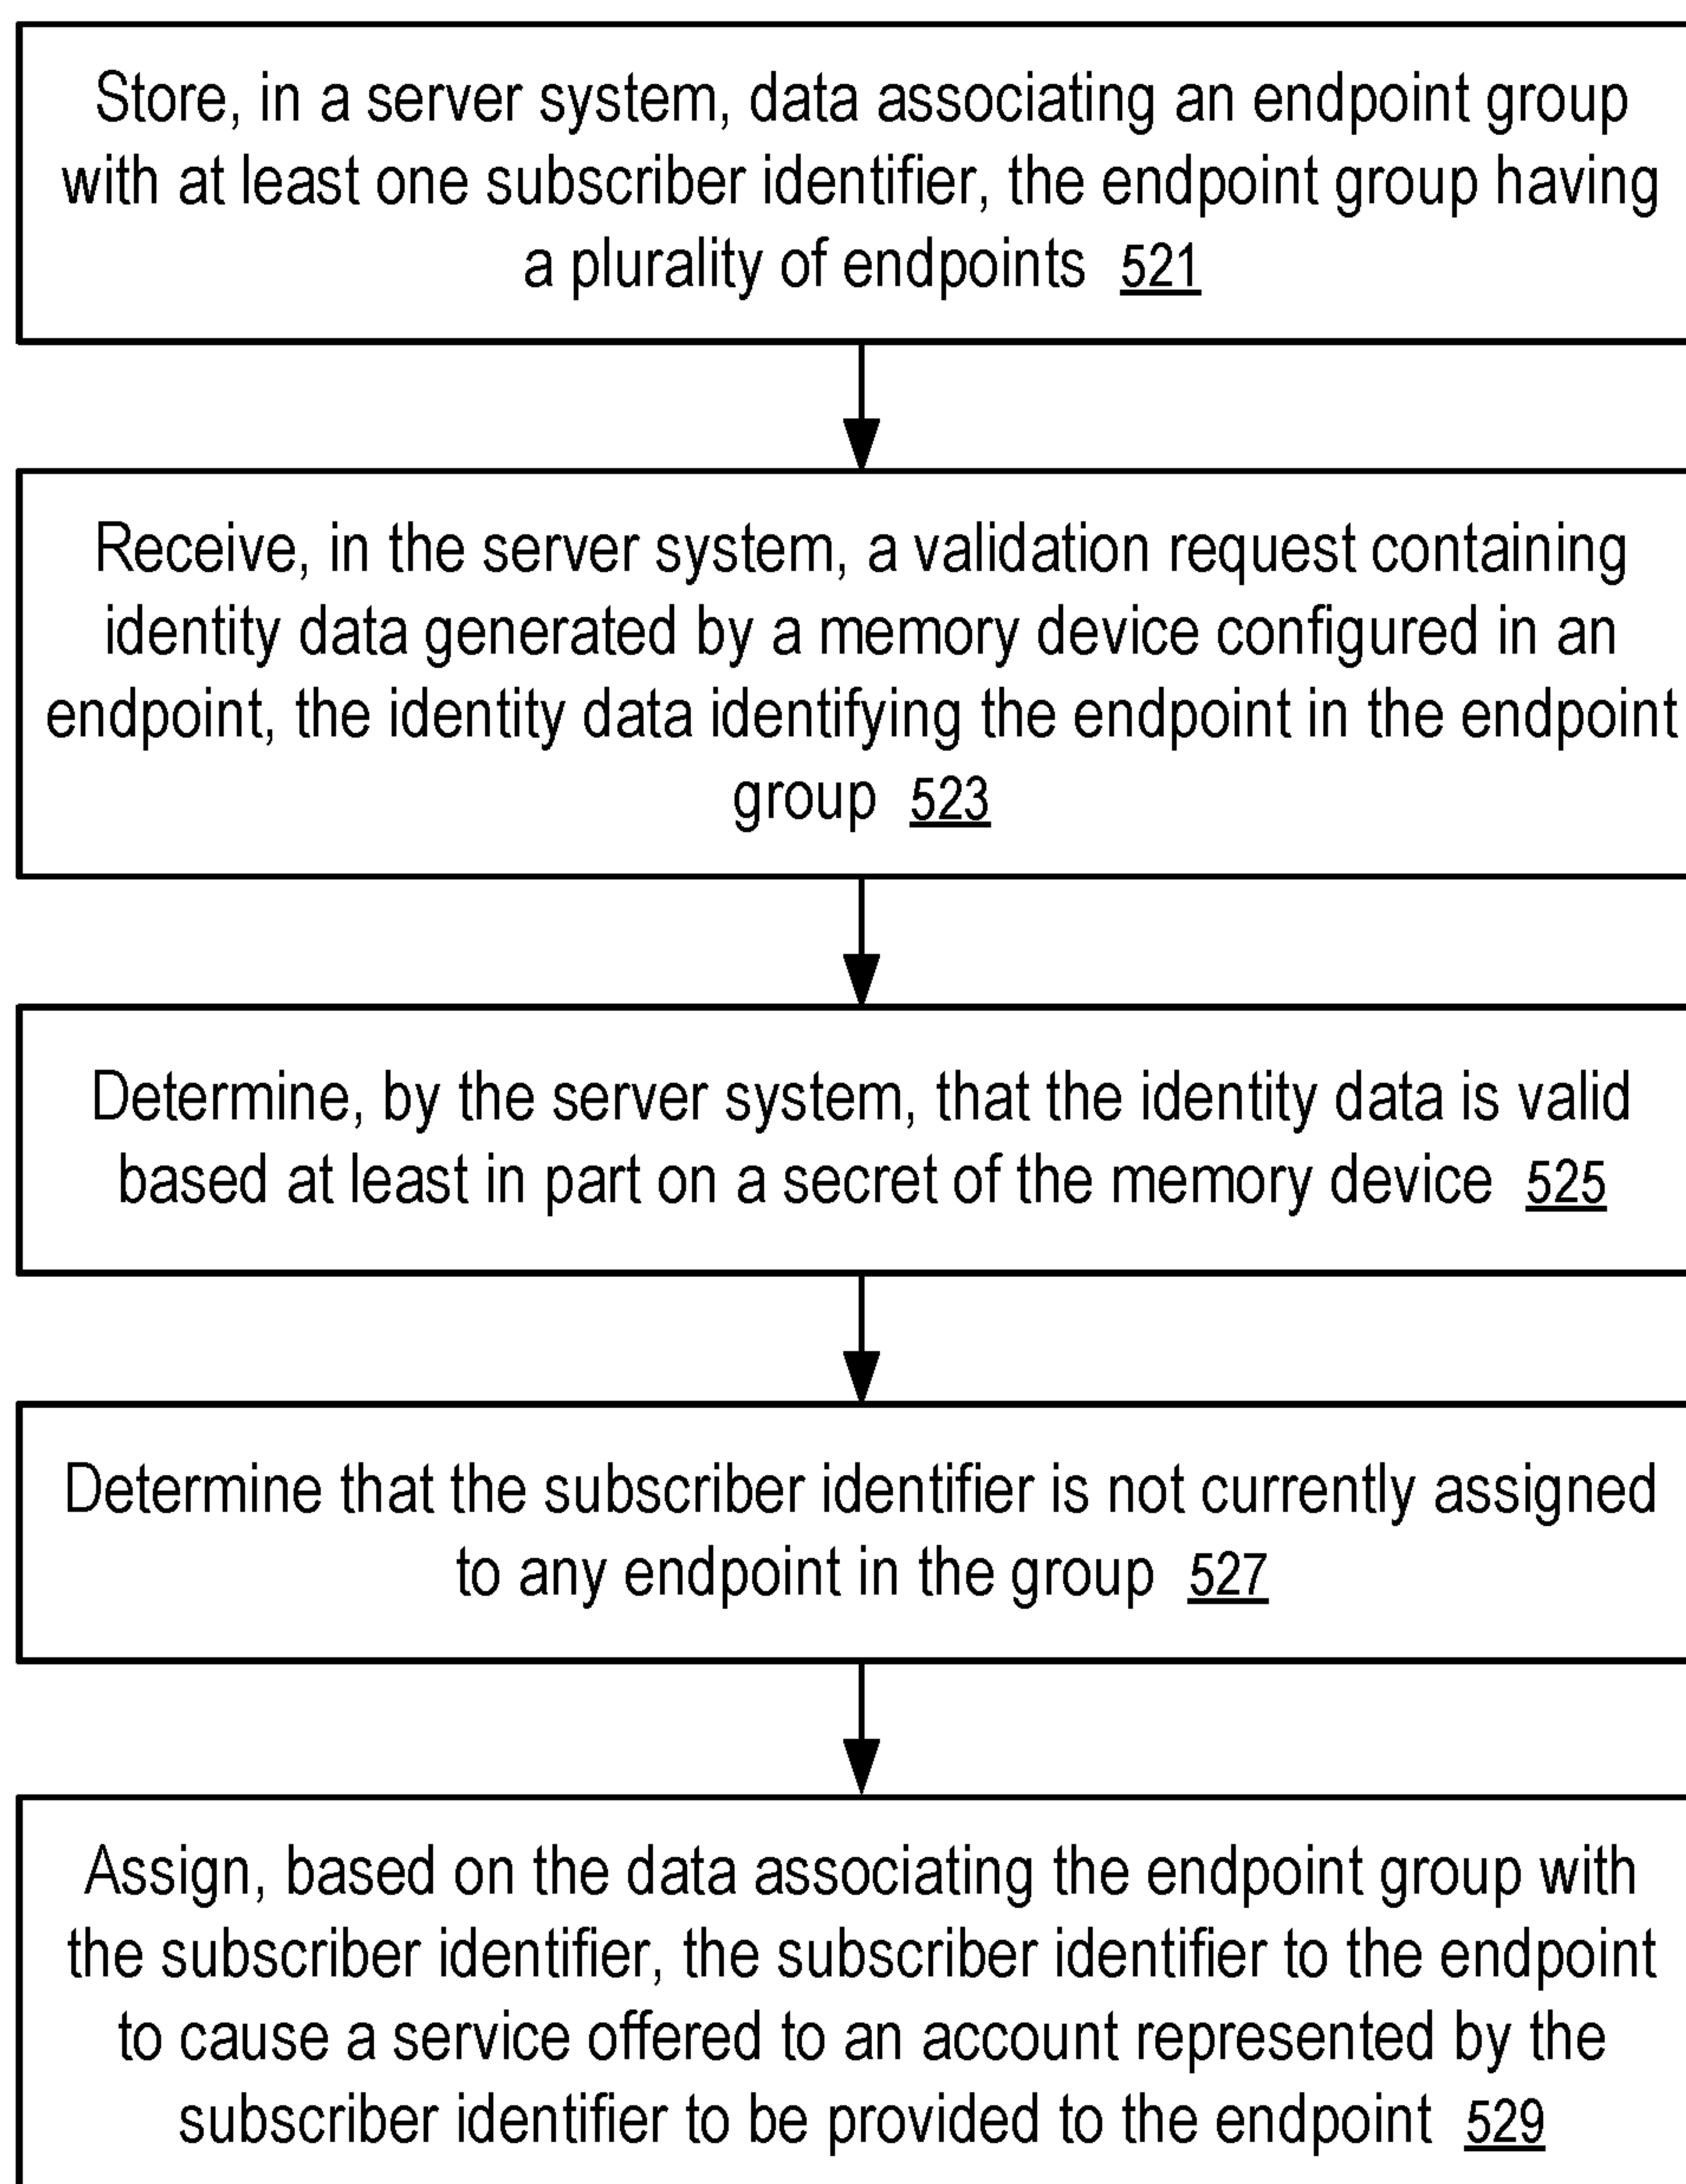 Store, in a server system, data associating an endpoint group
with at least one subscriber identifier, the endpoint group having
a plurality of endpoints 521
Receive, in the server system, a validation request containing
identity data generated by a memory device configured in an
endpoint, the identity data identifying the endpoint in the endpoint
group 523
Determine, by the server system, that the identity data is valid
based at least in part on a secret of the memory device 525
Determine that the subscriber identifier is not currently assigned
to any endpoint in the group 527
Assign, based on the data associating the endpoint group with
the subscriber identifier, the subscriber identifier to the endpoint
to cause a service offered to an account represented by the
subscriber identifier to be provided to the endpoint 529